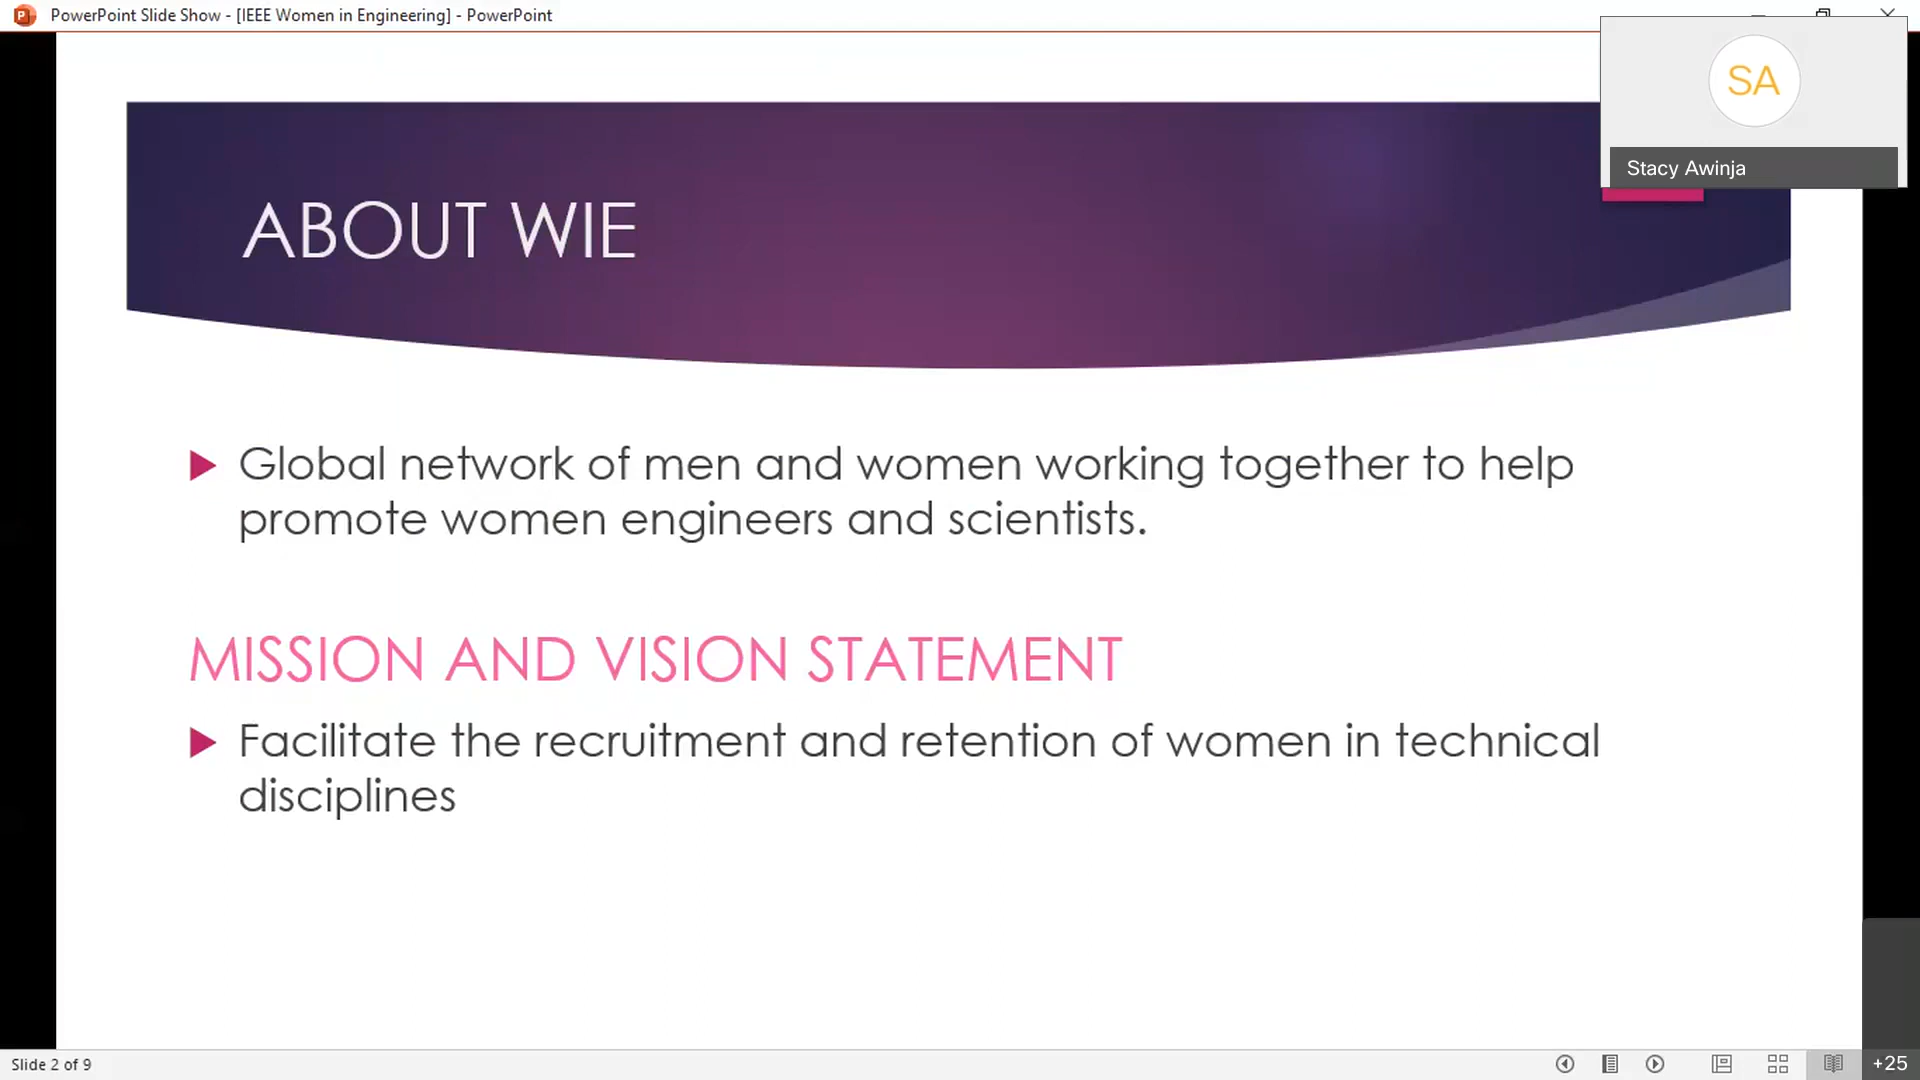 PowerPoint Slide Show - [IEEE Women in Engineering] - PowerPoint
SA
Stacy Awinja
ABOUT WIE
Global network of men and women working together to help
promote women engineers and scientists.
MISSION AND VISION STATEMENT
Facilitate the recruitment and retention of women in technical
disciplines
Slide 2 of 9
+25